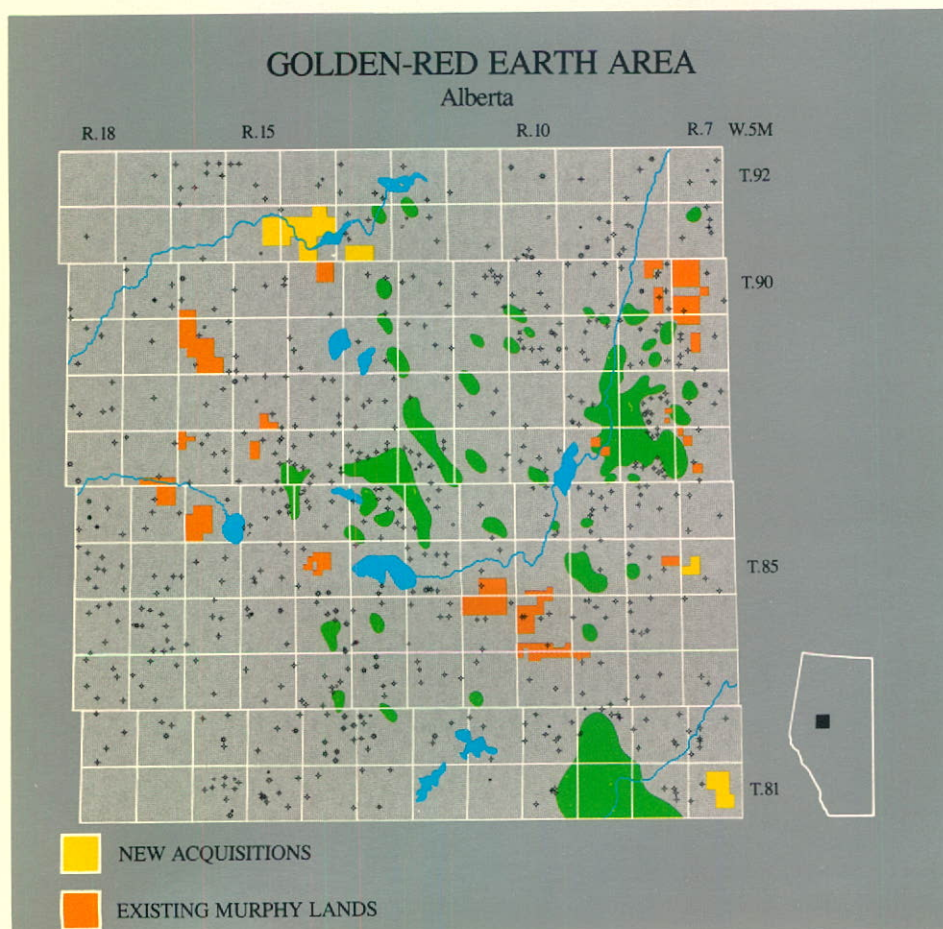 GOLDEN-RED EARTH AREA
Alberta
R.18 R.15 R.10 R.7 W.5M
T.92
T.90
T.85
T.81
NEW ACQUISITIONS
EXISTING MURPHY LANDS